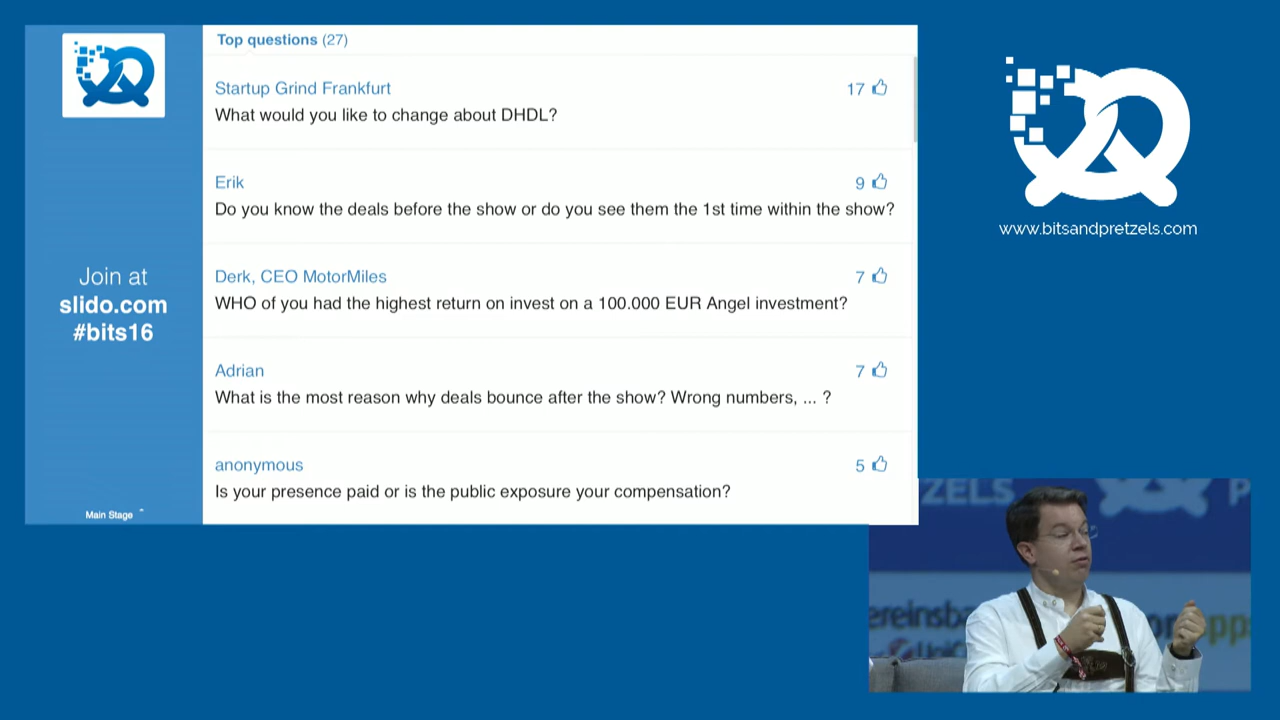 Top questions (27)
Startup Grind Frankfurt
17
What would you like to change about DHDL?
Erik
9
Do you know the deals before the show or do you see them the 1st time within the show?
Derk, CEO MotorMiles
7
WHO of you had the highest return on invest on a 100.000 EUR Angel investment?
Adrian
7
What is the most reason why deals bounce after the show? Wrong numbers, ... ?
anonymous
5
Is your presence paid or is the public exposure your compensation?
Join at
slido.com
#bits16
Main Stage
www.bitsandpretzels.com